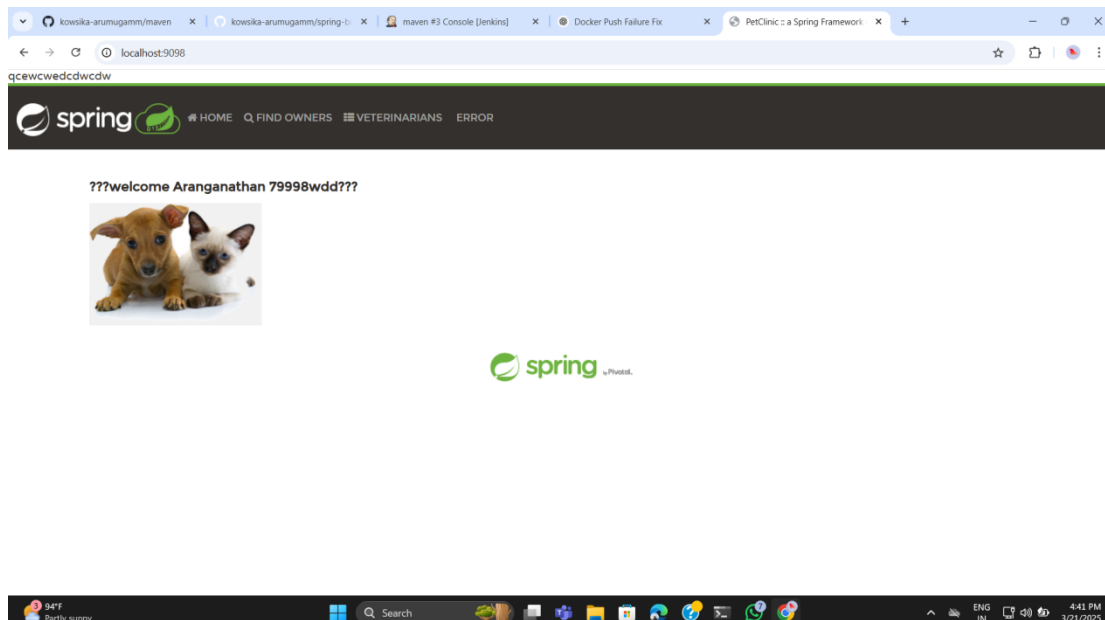 kowsika-arumugamm/maven
kowsika-arumugamm/spring-b
maven #3 Console [Jenkins]
Docker Push Failure Fix
PetClinic :: a Spring Framework
localhost:9098
qcewcwedcdwcdw
spring
HOME FIND OWNERS VETERINARIANS ERROR
???welcome Aranganathan 79998wdd???
spring by Pivotal.
3
94°F
Partly sunny
Search
ENG
IN
4:41 PM
3/21/2025